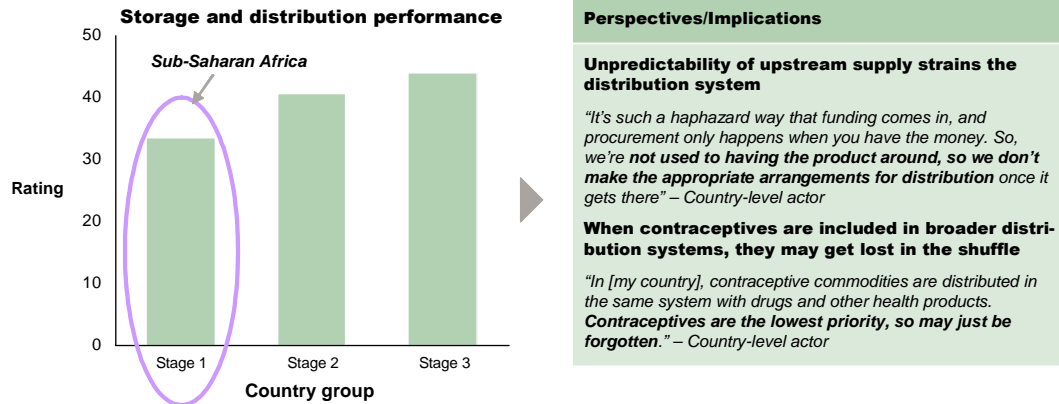 Storage and distribution performance
50
40
30
20
10
0
Rating
Sub-Saharan Africa
Stage 1
Stage 2
Stage 3
Country group
Perspectives/Implications
Unpredictability of upstream supply strains the
distribution system
“It’s such a haphazard way that funding comes in, and
procurement only happens when you have the money. So,
we’re not used to having the product around, so we don’t
make the appropriate arrangements for distribution once it
gets there” – Country-level actor
When contraceptives are included in broader distri-
bution systems, they may get lost in the shuffle
“In [my country], contraceptive commodities are distributed
in the same system with drugs and other health products.
Contraceptives are the lowest priority, so may just be
forgotten.” – Country-level actor